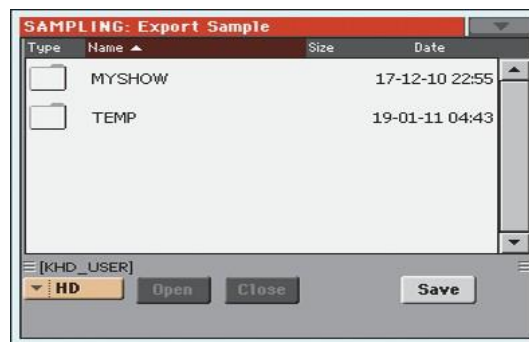 SAMPLING: Export Sample
Type Name Size Date
MYSHOW 17-12-10 22:55
TEMP 19-01-11 04:43
[KHD_USER]
HD Open Close Save